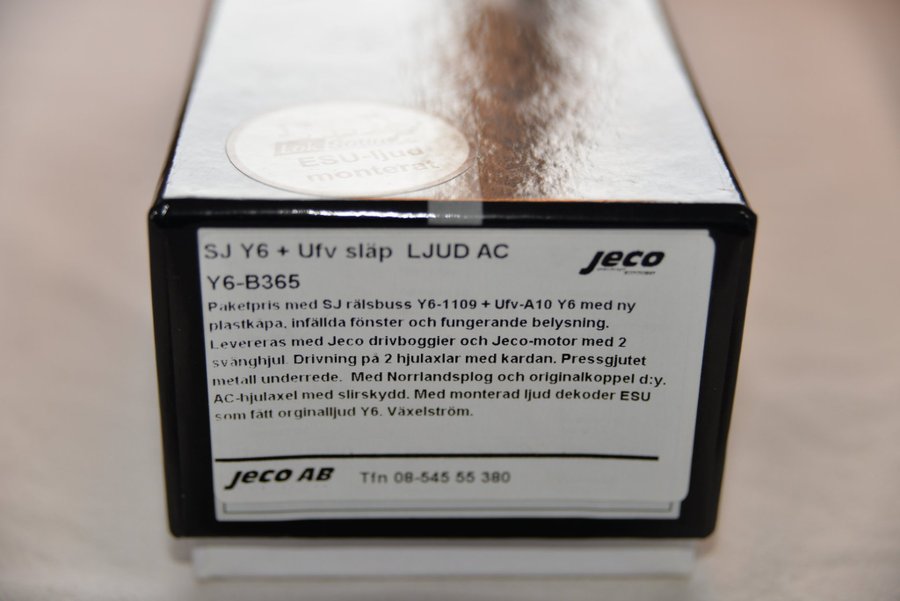 ESU-ljud
monterat
SJ Y6 + Ufv släp LJUD AC
Jeco
Y6-B365
Paketpris med SJ rälsbuss Y6-1109 + Ufv-A10 Y6 med ny
plastkåpa, infällda fönster och fungerande belysning.
Levereras med Jeco drivboggier och Jeco-motor med 2
svänghjul. Drivning på 2 hjulaxlar med kardan. Pressgjutet
metall underrede. Med Norrlandsplog och originalkoppel d:y.
AC-hjulaxel med slirskydd. Med monterad ljud dekoder ESU
som fått orginalljud Y6. Växelström.
Jeco AB Tfn 08-545 55 380